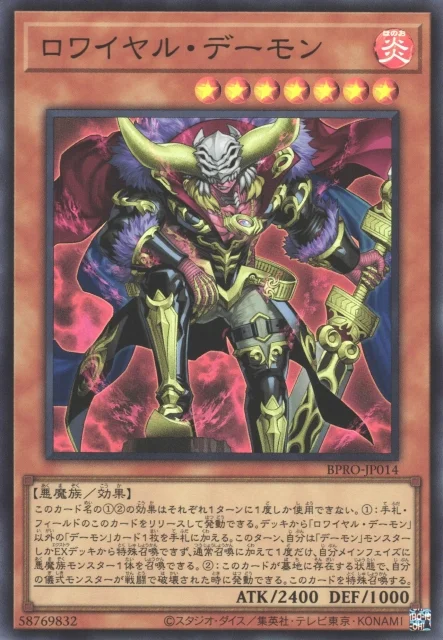 ロワイヤル・デーモン
ほのお
炎
BPRO-JP014
【悪魔族/効果】
このカード名の①②の効果はそれぞれ1ターンに1度しか使用できない。①:手札・
フィールドのこのカードをリリースして発動できる。デッキから「ロワイヤル・デーモン」
以外の「デーモン」カード1枚を手札に加える。このターン、自分は「デーモン」モンスター
しかEXデッキから特殊召喚できず、通常召喚に加えて1度だけ、自分メインフェイズに
悪魔族モンスター1体を召喚できる。②:このカードが墓地に存在する状態で、自分
の儀式モンスターが戦闘で破壊された時に発動できる。このカードを特殊召喚する。
ATK/2400 DEF/1000
58769832
©スタジオ・ダイス/集英社・テレビ東京・KONAMI